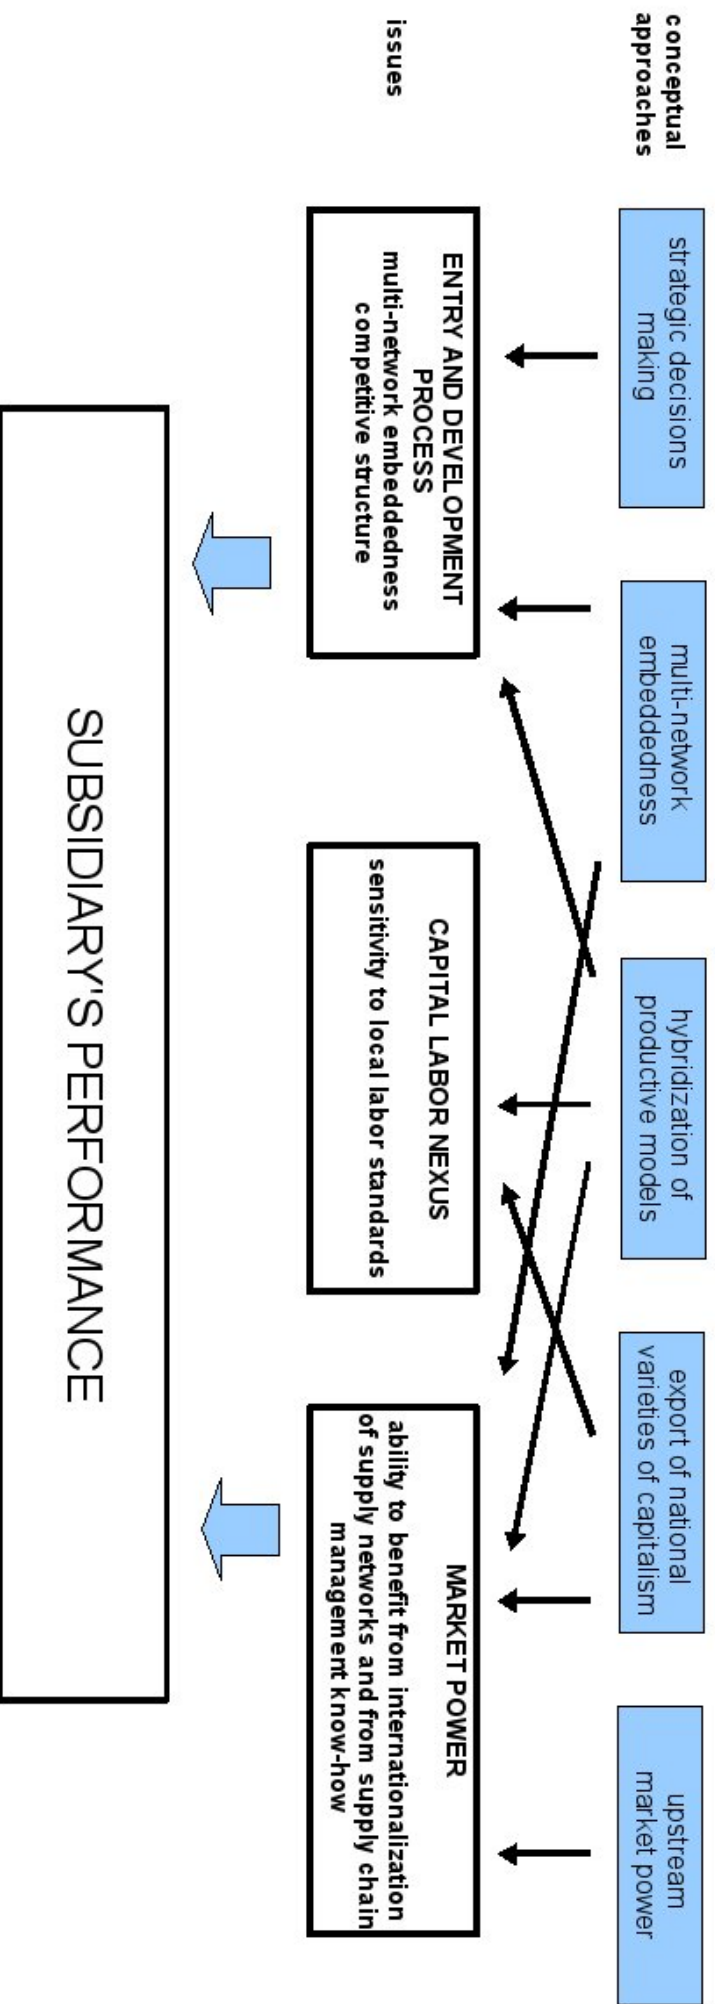 conceptual
approaches
strategic decisions
making
multi-network
embeddedness
hybridization of
productive models
export of national
varieties of capitalism
upstream
market power
issues
ENTRY AND DEVELOPMENT
PROCESS
multi-network embeddedness
competitive structure
CAPITAL LABOR NEXUS
sensitivity to local labor standards
MARKET POWER
ability to benefit from internationalization
of supply networks and from supply chain
management know-how
SUBSIDIARY'S PERFORMANCE